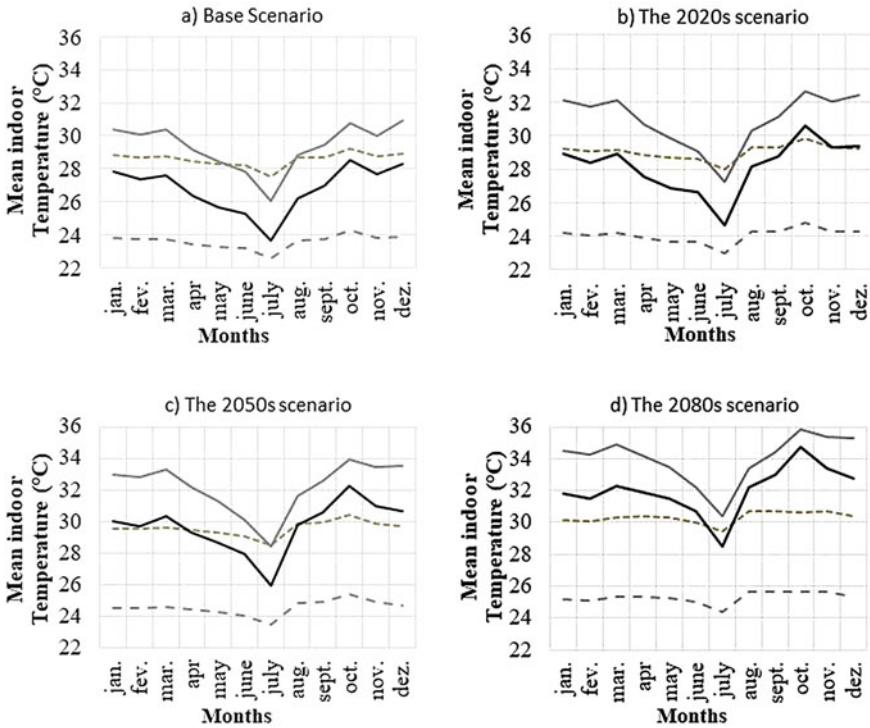 a) Base Scenario
Mean indoor
Temperature (°C)
36
34
32
30
28
26
24
22
jan.
fev.
mar.
apr
may
june
july
aug.
sept.
oct.
nov.
dez.
Months
b) The 2020s scenario
Mean indoor
Temperature (°C)
36
34
32
30
28
26
24
22
jan.
fev.
mar.
apr
may
june
july
aug.
sept.
oct.
nov.
dez.
Months
c) The 2050s scenario
Mean indoor
Temperature (°C)
36
34
32
30
28
26
24
22
jan.
fev.
mar.
apr
may
june
july
aug.
sept.
oct.
nov.
dez.
Months
d) The 2080s scenario
Mean indoor
Temperature (°C)
36
34
32
30
28
26
24
22
jan.
fev.
mar.
apr
may
june
july
aug.
sept.
oct.
nov.
dez.
Months